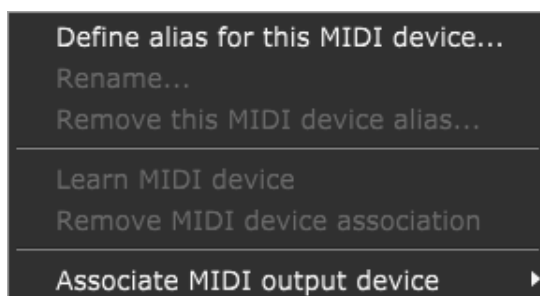 Define alias for this MIDI device...
Rename...
Remove this MIDI device alias...
Learn MIDI device
Remove MIDI device association
Associate MIDI output device